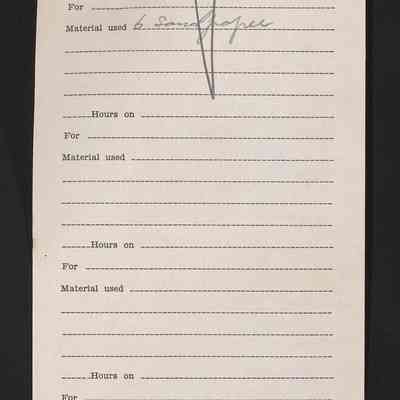 For
Material used 6 Sandpaper
Hours on
For
Material used
Hours on
For
Material used
Hours on
For